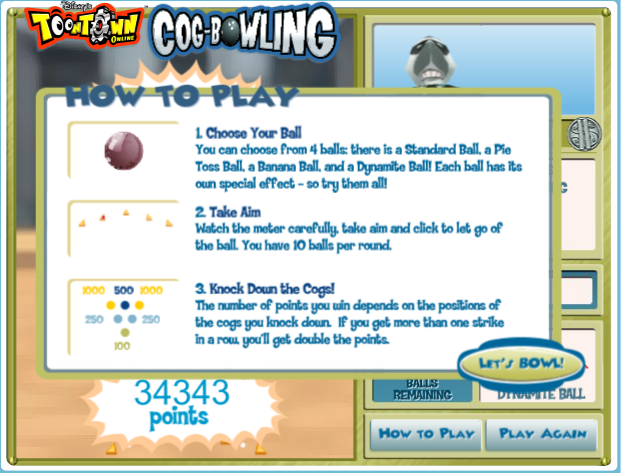 Disney's
TOONTOWN
ONLINE
COG-BOWLING
HOW TO PLAY
1. Choose Your Ball
You can choose from 4 balls: there is a Standard Ball, a Pie
Toss Ball, a Banana Ball, and a Dynamite Ball! Each ball has its
own special effect - so try them all!
2. Take Aim
Watch the meter carefully, take aim and click to let go of
the ball. You have 10 balls per round.
1000 500 1000
250 250
100
3. Knock Down the Cogs!
The number of points you win depends on the positions of
the cogs you knock down. If you get more than one strike
in a row, you'll get double the points.
LET'S BOWL!
34343
points
BALLS
REMAINING
DYNAMITE BALL
HOW TO PLAY
PLAY AGAIN